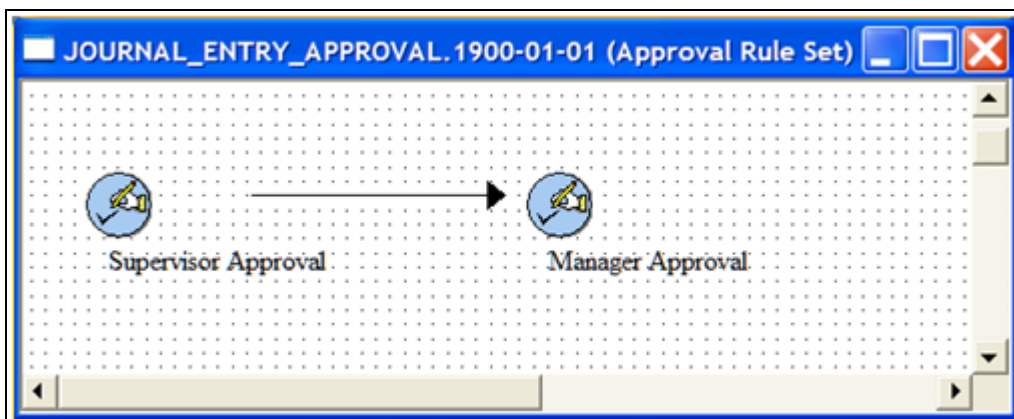 JOURNAL_ENTRY_APPROVAL.1900-01-01 (Approval Rule Set)
Supervisor Approval
Manager Approval